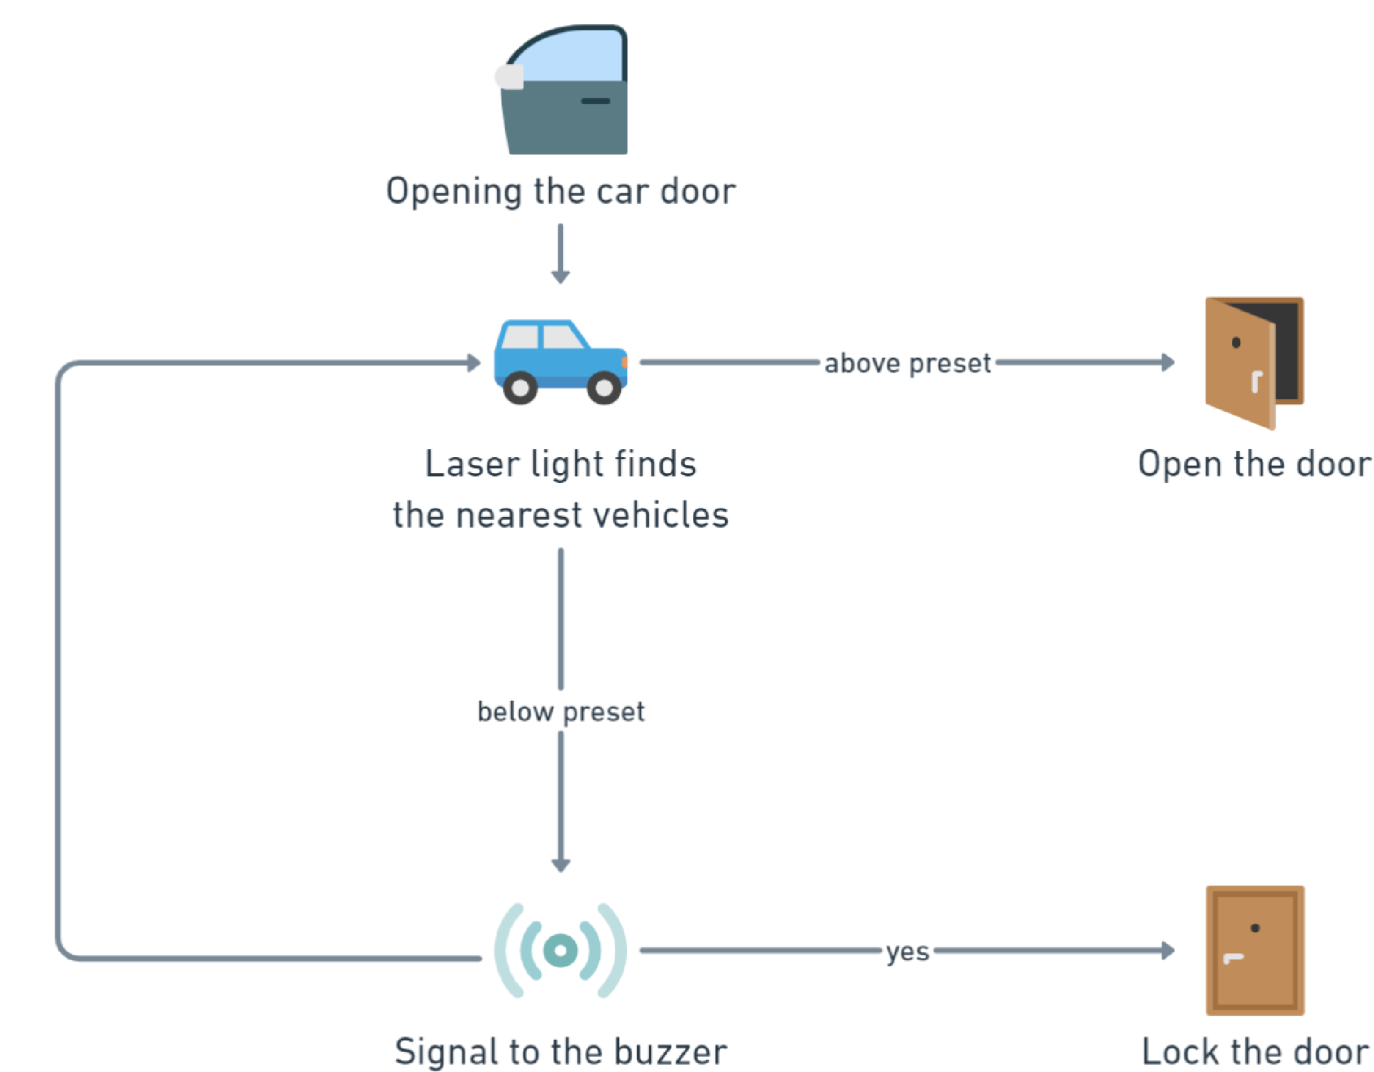 Opening the car door
above preset
Laser light finds
the nearest vehicles
Open the door
below preset
yes
Signal to the buzzer
Lock the door